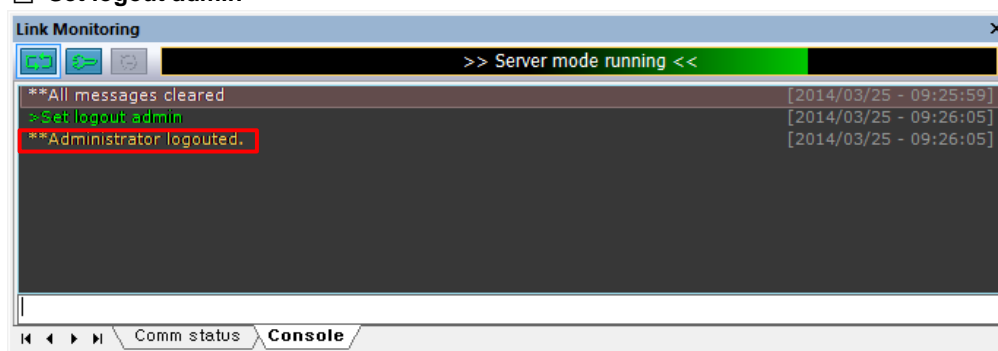 Set logout admin
Link Monitoring
>> Server mode running <<
**All messages cleared [2014/03/25 - 09:25:59]
>Set logout admin [2014/03/25 - 09:26:05]
**Administrator logouted. [2014/03/25 - 09:26:05]
Comm status Console